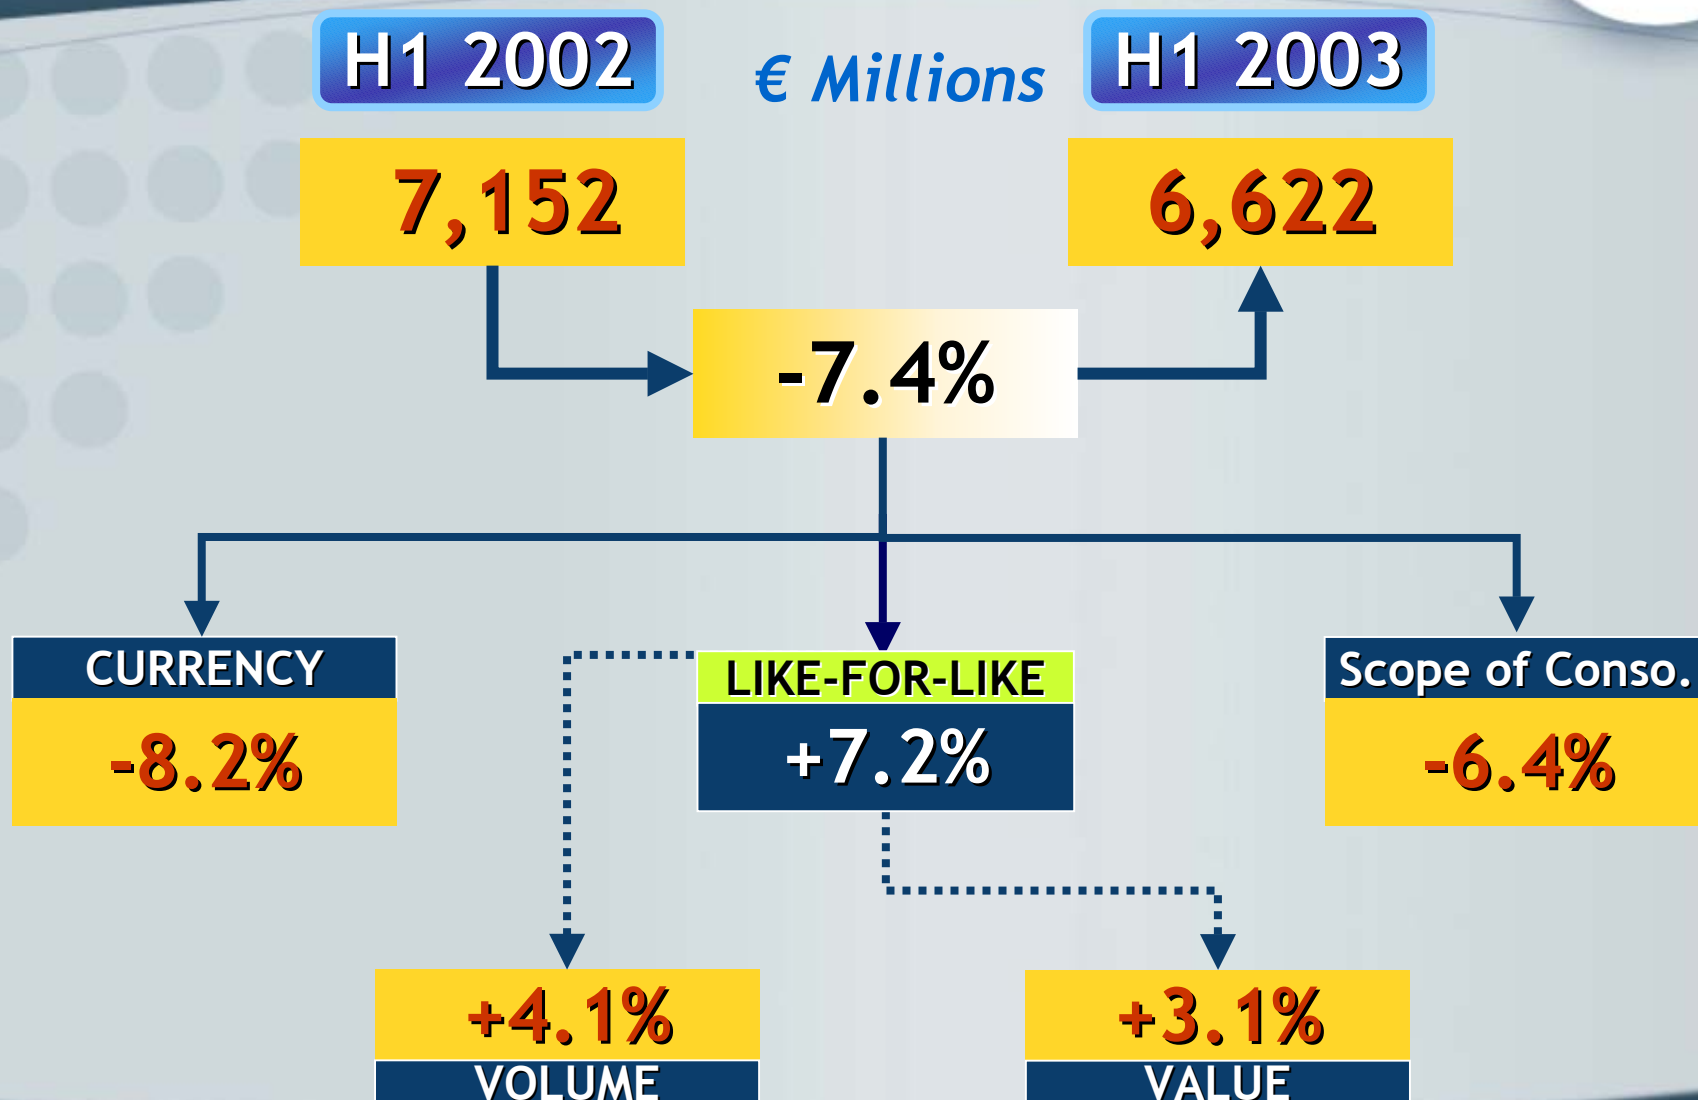 H1 2002
€ Millions
H1 2003
7,152
6,622
-7.4%
CURRENCY
-8.2%
LIKE-FOR-LIKE
+7.2%
Scope of Conso.
-6.4%
+4.1%
VOLUME
+3.1%
VALUE